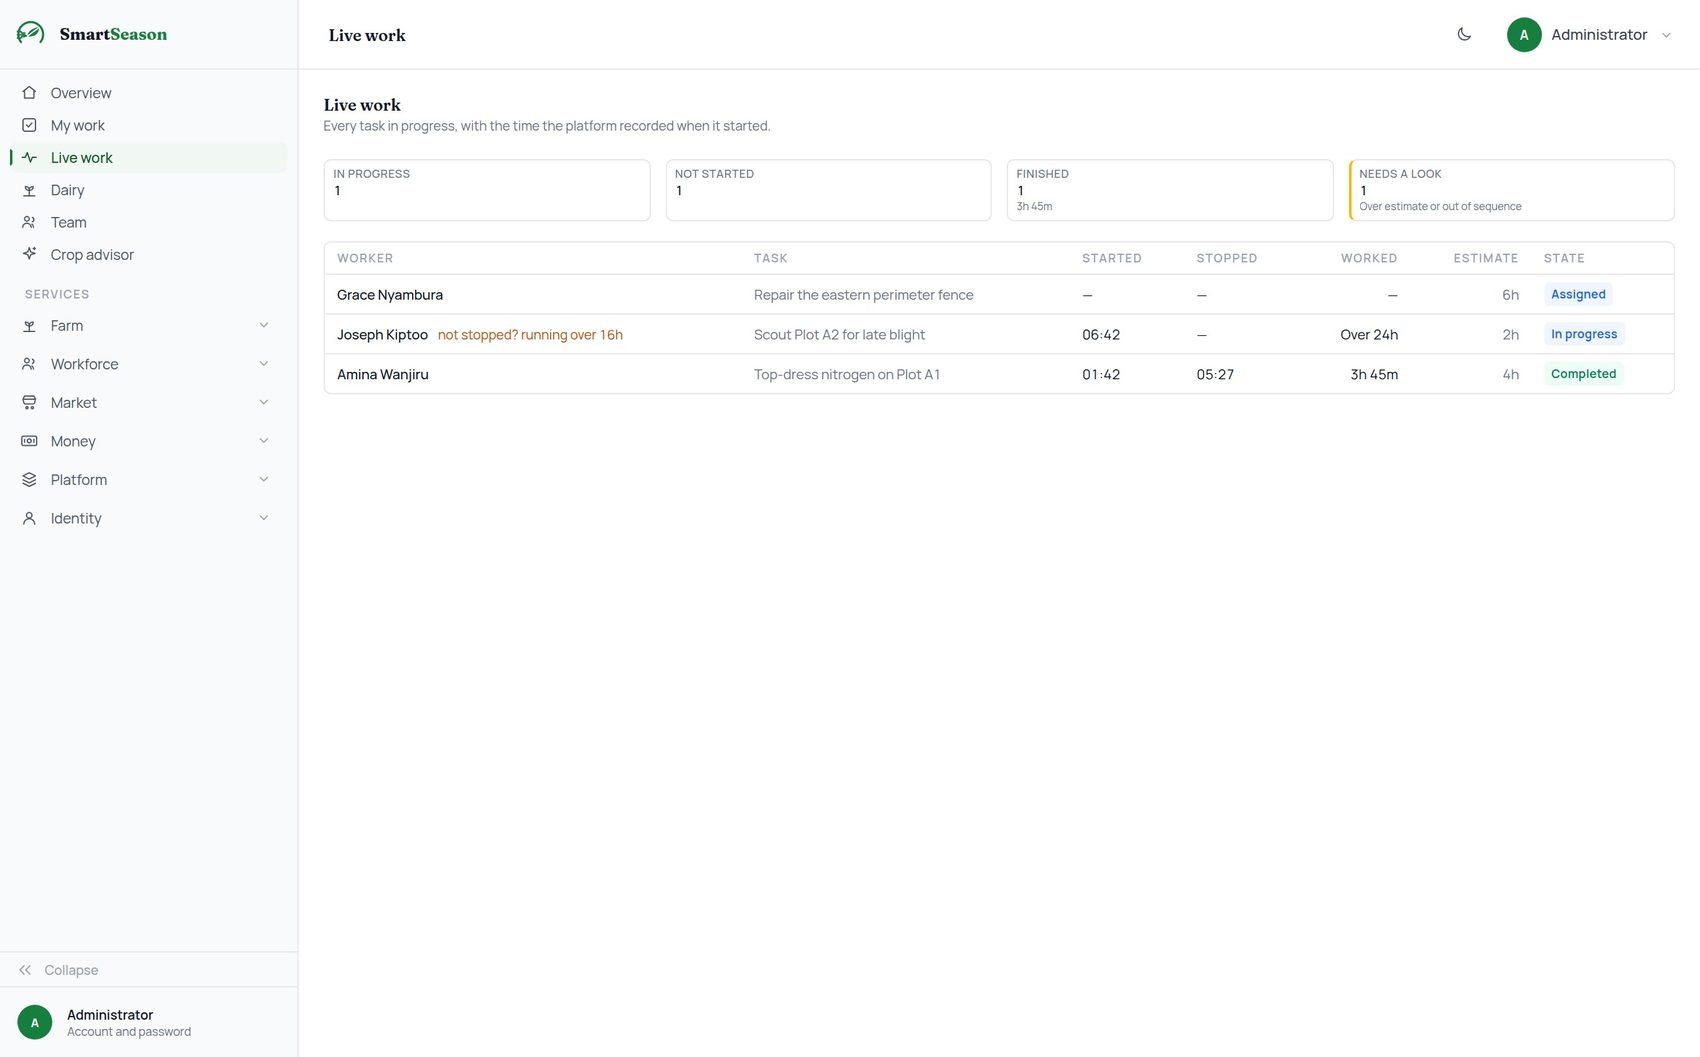 SmartSeason
Live work
A
Administrator
Overview
My work
Live work
Dairy
Team
Crop advisor
SERVICES
Farm
Workforce
Market
Money
Platform
Identity
Collapse
A
Administrator
Account and password
Live work
Every task in progress, with the time the platform recorded when it started.
IN PROGRESS
1
NOT STARTED
1
FINISHED
1
3h 45m
NEEDS A LOOK
1
Over estimate or out of sequence
WORKER TASK STARTED STOPPED WORKED ESTIMATE STATE
Grace Nyambura Repair the eastern perimeter fence — — — 6h Assigned
Joseph Kiptoo not stopped? running over 16h Scout Plot A2 for late blight 06:42 — Over 24h 2h In progress
Amina Wanjiru Top-dress nitrogen on Plot A1 01:42 05:27 3h 45m 4h Completed